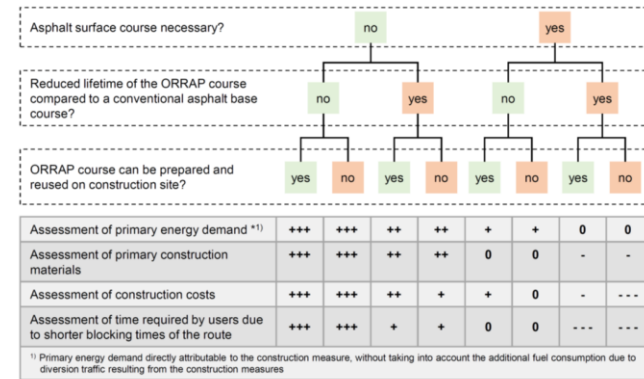 Asphalt surface course necessary?
no
yes
Reduced lifetime of the ORRAP course
compared to a conventional asphalt base
course?
no
yes
no
yes
ORRAP course can be prepared and
reused on construction site?
yes
no
yes
no
yes
no
yes
no
Assessment of primary energy demand *1) +++ +++ ++ ++ + + 0 0
Assessment of primary construction
materials
+++ +++ ++ ++ 0 0 - -
Assessment of construction costs +++ +++ ++ + + 0 - - - -
Assessment of time required by users due
to shorter blocking times of the route
+++ +++ + + 0 0 - - - - - -
1) Primary energy demand directly attributable to the construction measure, without taking into account the additional fuel consumption due to
diversion traffic resulting from the construction measures